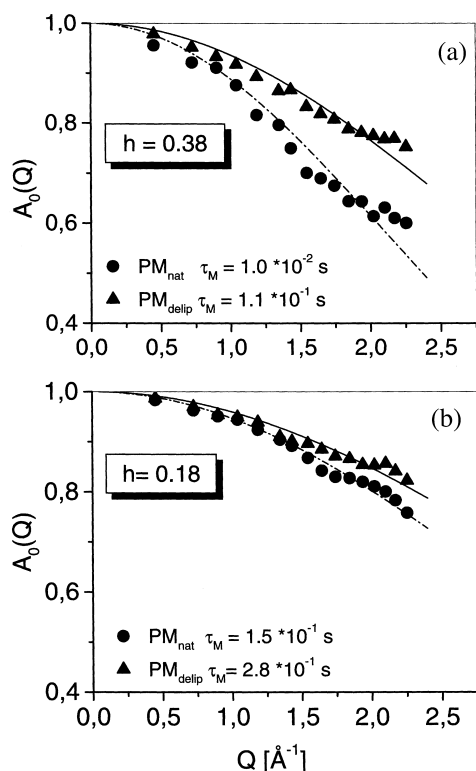 1,0
(a)
0,8
h = 0.38
A0(Q)
0,6
PMnat τM = 1.0 *10-2 s
PMdelip τM = 1.1 *10-1 s
0,4
0,0 0,5 1,0 1,5 2,0 2,5
1,0
(b)
0,8
h= 0.18
A0(Q)
0,6
PMnat τM = 1.5 *10-1 s
PMdelip τM= 2.8 *10-1 s
0,4
0,0 0,5 1,0 1,5 2,0 2,5
Q [Å-1]